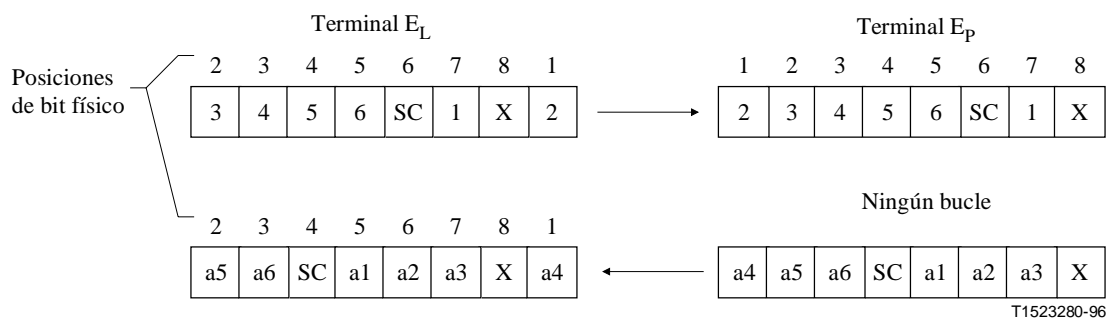 Terminal E_L Terminal E_P
Posiciones de bit físico
2 3 4 5 6 7 8 1 1 2 3 4 5 6 7 8
3 4 5 6 SC 1 X 2 2 3 4 5 6 SC 1 X
Ningún bucle
2 3 4 5 6 7 8 1
a5 a6 SC a1 a2 a3 X a4 a4 a5 a6 SC a1 a2 a3 X
T1523280-96